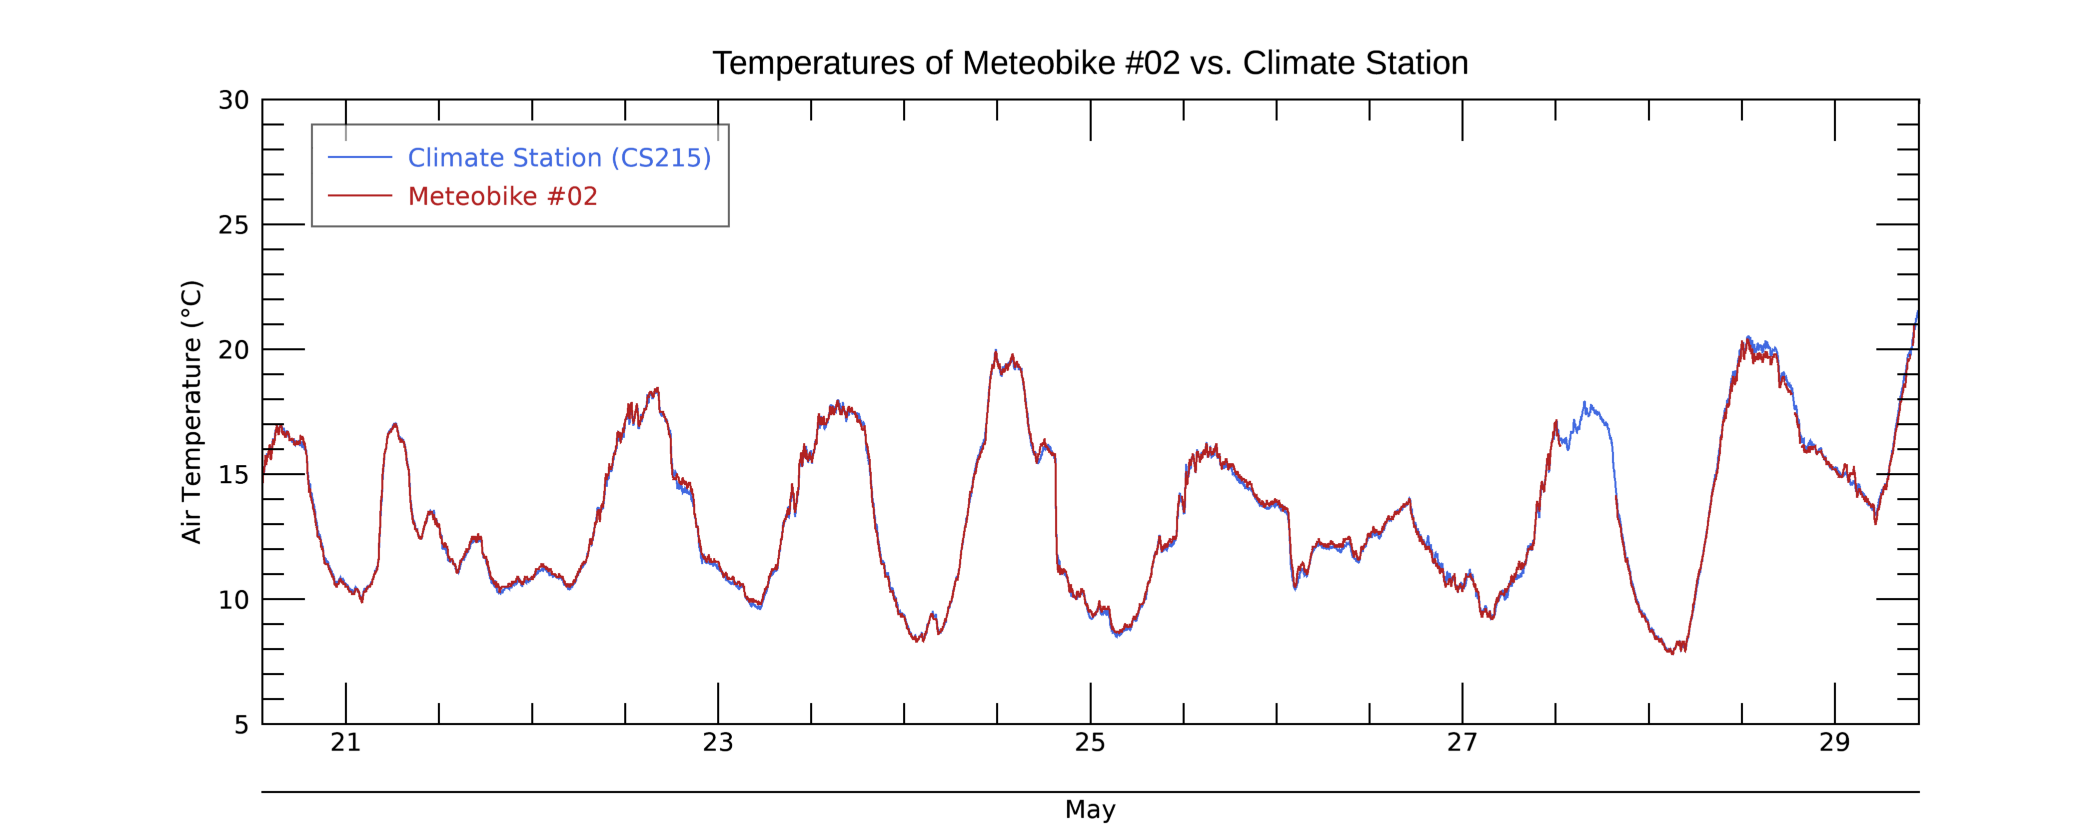 Temperatures of Meteobike #02 vs. Climate Station
30
25
20
15
10
5
Air Temperature (°C)
Climate Station (CS215)
Meteobike #02
21 23 25 27 29
May